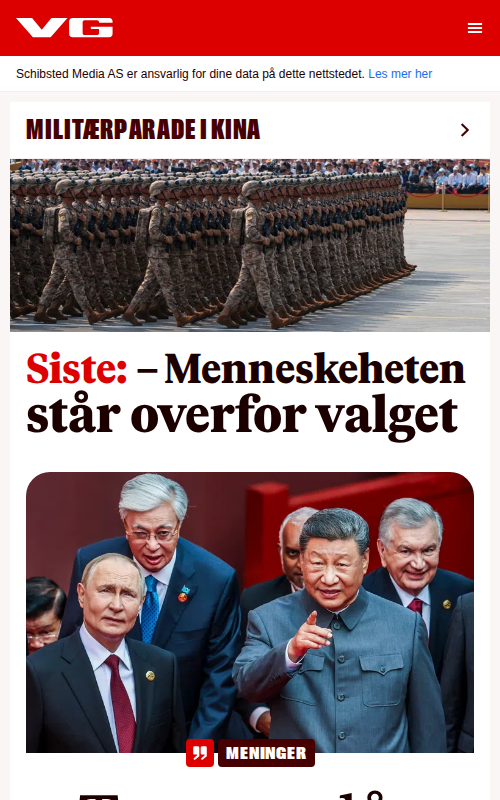 VG
Schibsted Media AS er ansvarlig for dine data på dette nettstedet. Les mer her
MILITÆRPARADE I KINA
Siste: – Menneskeheten
står overfor valget
MENINGER